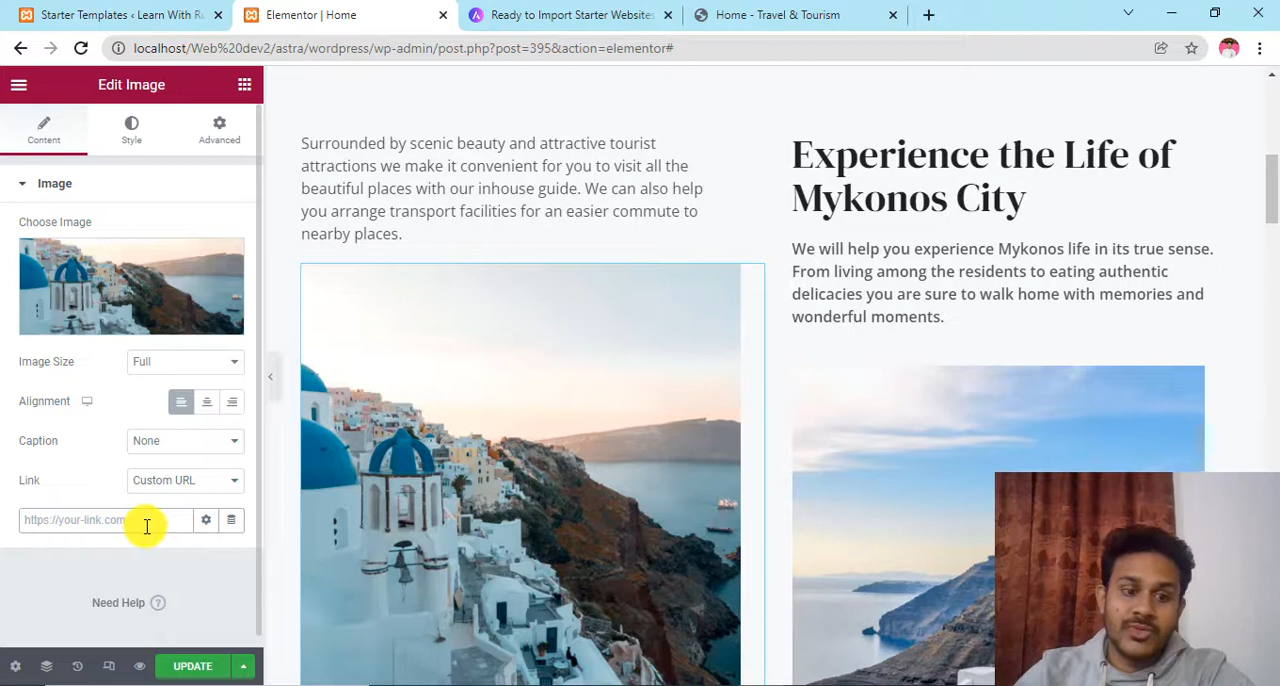 Starter Templates ‹ Learn With Ru
Elementor | Home
Ready to Import Starter Websites
Home - Travel & Tourism
localhost/Web%20dev2/astra/wordpress/wp-admin/post.php?post=395&action=elementor#
Edit Image
Content
Style
Advanced
Image
Choose Image
Image Size
Full
Alignment
Caption
None
Link
Custom URL
https://your-link.com
Need Help
?
UPDATE
Surrounded by scenic beauty and attractive tourist
attractions we make it convenient for you to visit all the
beautiful places with our inhouse guide. We can also help
you arrange transport facilities for an easier commute to
nearby places.
Experience the Life of
Mykonos City
We will help you experience Mykonos life in its true sense.
From living among the residents to eating authentic
delicacies you are sure to walk home with memories and
wonderful moments.